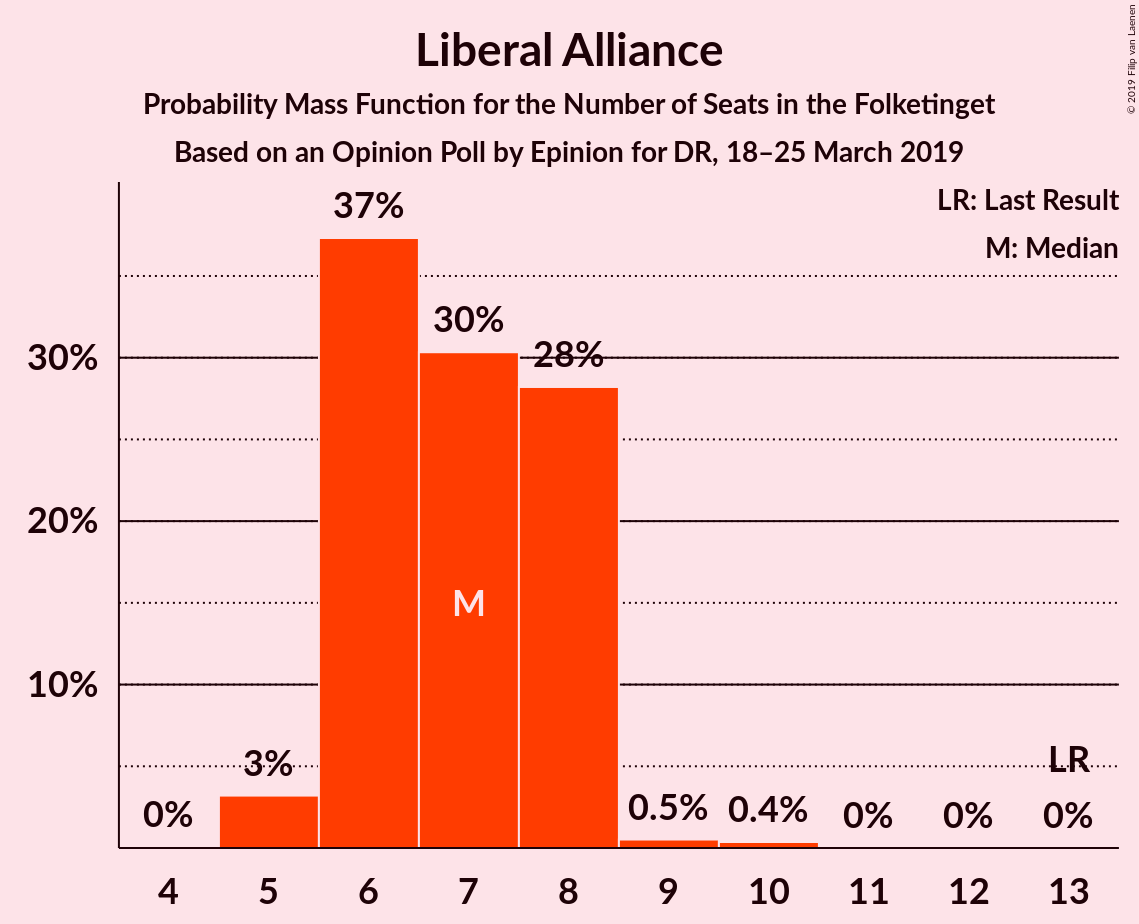 Liberal Alliance
Probability Mass Function for the Number of Seats in the Folketinget
Based on an Opinion Poll by Epinion for DR, 18–25 March 2019
© 2019 Filip van Laenen
LR: Last Result
M: Median
37%
30%
28%
30%
20%
10%
M
3%
0%
0.5%
0.4%
0%
0%
LR
0%
4 5 6 7 8 9 10 11 12 13